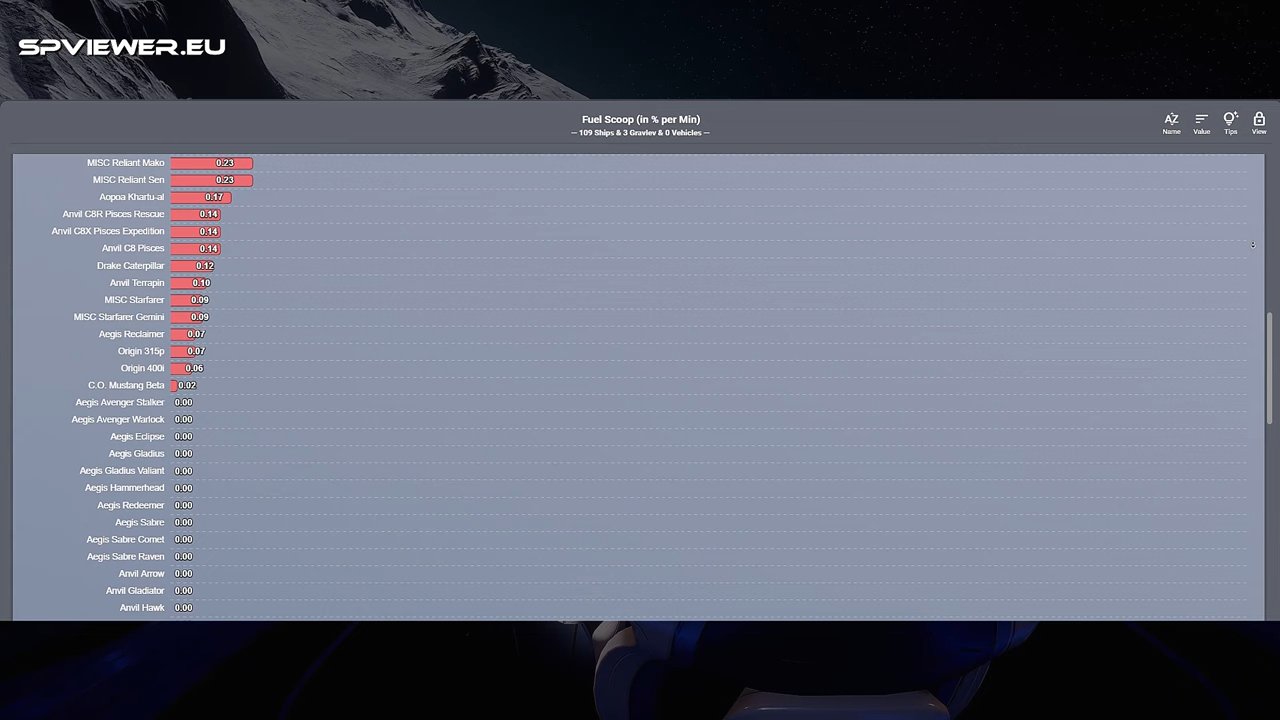 SPVIEWER.EU
Fuel Scoop (in % per Min)
— 109 Ships & 3 Gravlev & 0 Vehicles —
Name Value Tips View
MISC Reliant Mako 0.23
MISC Reliant Sen 0.23
Aopoa Khartu-al 0.17
Anvil C8R Pisces Rescue 0.14
Anvil C8X Pisces Expedition 0.14
Anvil C8 Pisces 0.14
Drake Caterpillar 0.12
Anvil Terrapin 0.10
MISC Starfarer 0.09
MISC Starfarer Gemini 0.09
Aegis Reclaimer 0.07
Origin 315p 0.07
Origin 400i 0.06
C.O. Mustang Beta 0.02
Aegis Avenger Stalker 0.00
Aegis Avenger Warlock 0.00
Aegis Eclipse 0.00
Aegis Gladius 0.00
Aegis Gladius Valiant 0.00
Aegis Hammerhead 0.00
Aegis Redeemer 0.00
Aegis Sabre 0.00
Aegis Sabre Comet 0.00
Aegis Sabre Raven 0.00
Anvil Arrow 0.00
Anvil Gladiator 0.00
Anvil Hawk 0.00